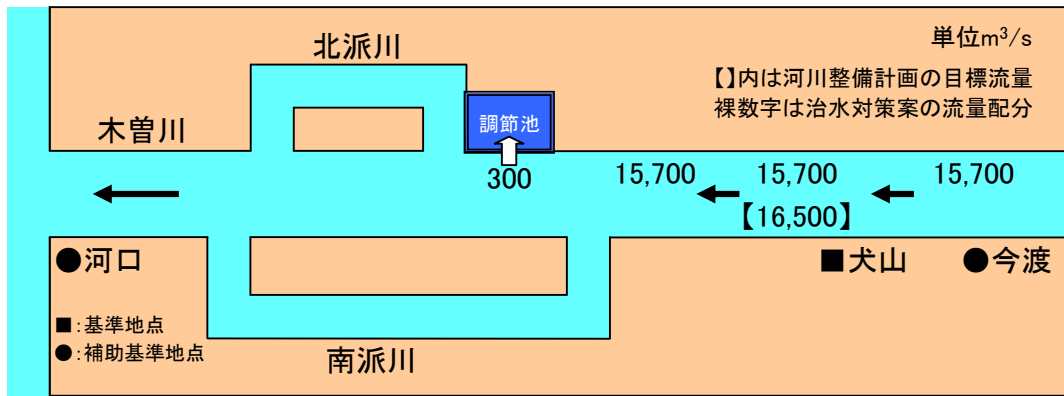 北派川
単位m³/s
【】内は河川整備計画の目標流量
裸数字は治水対策案の流量配分
木曽川
調節池
300
15,700
15,700
15,700
【16,500】
●河口
■犬山
●今渡
■:基準地点
●:補助基準地点
南派川